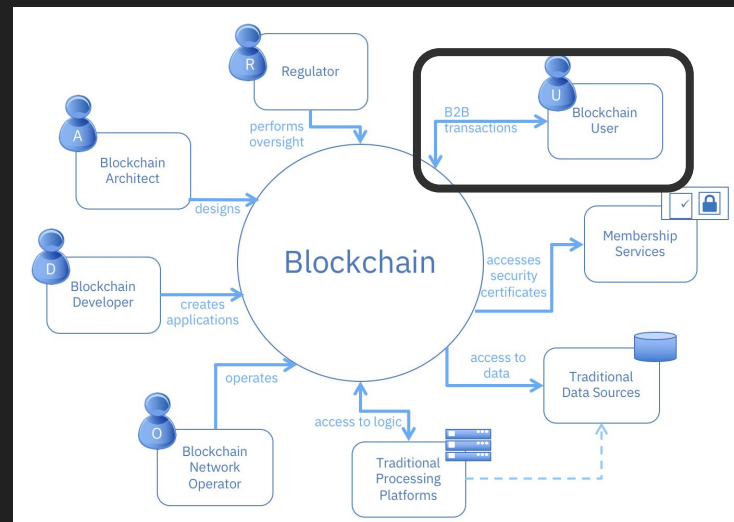 R
Regulator
performs
oversight
U
Blockchain
User
B2B
transactions
A
Blockchain
Architect
designs
Blockchain
Membership
Services
accesses
security
certificates
D
Blockchain
Developer
creates
applications
operates
access to
data
Traditional
Data Sources
O
Blockchain
Network
Operator
access to logic
Traditional
Processing
Platforms